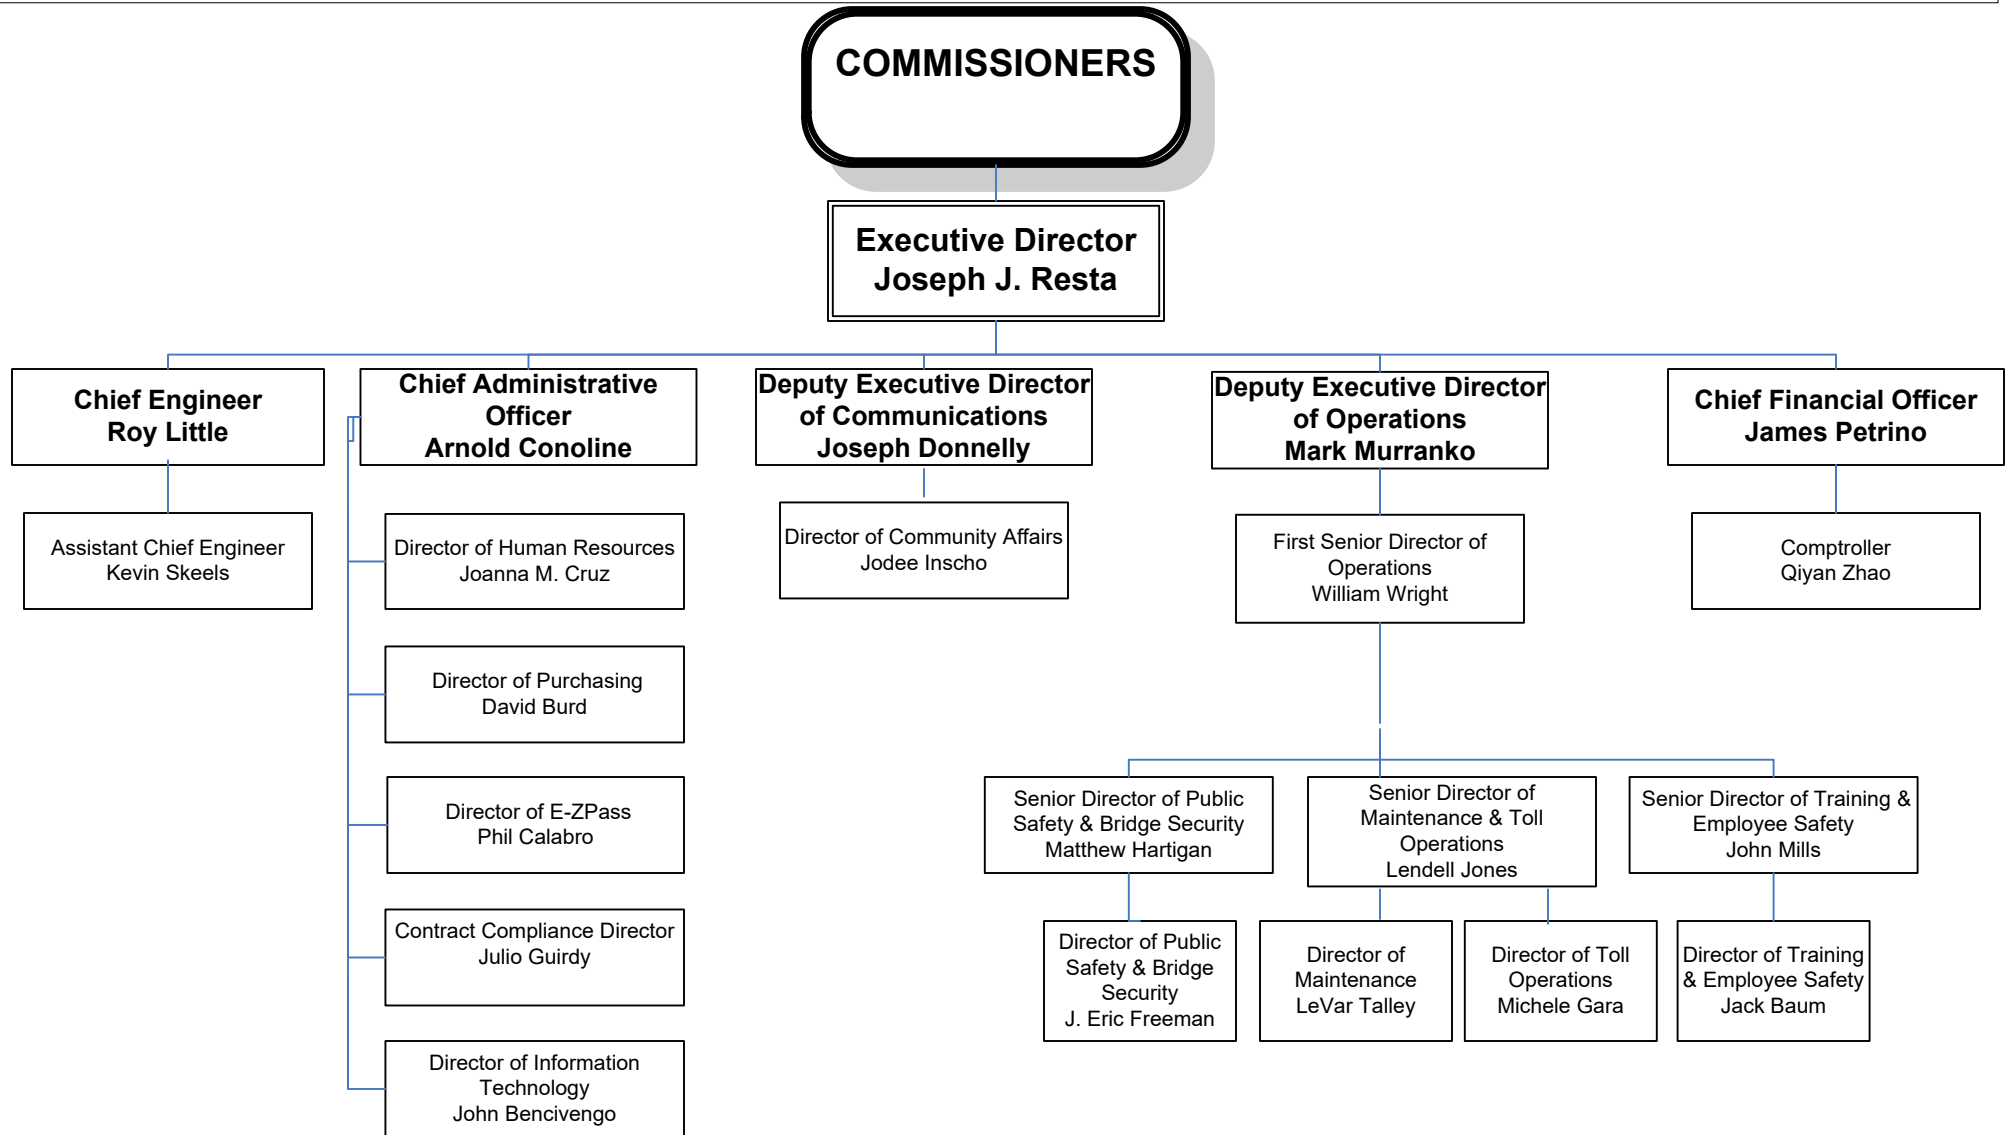 COMMISSIONERS
Executive Director
Joseph J. Resta
Chief Engineer
Roy Little
Chief Administrative
Officer
Arnold Conoline
Deputy Executive Director
of Communications
Joseph Donnelly
Deputy Executive Director
of Operations
Mark Murranko
Chief Financial Officer
James Petrino
Assistant Chief Engineer
Kevin Skeels
Director of Human Resources
Joanna M. Cruz
Director of Community Affairs
Jodee Inscho
First Senior Director of
Operations
William Wright
Comptroller
Qiyan Zhao
Director of Purchasing
David Burd
Director of E-ZPass
Phil Calabro
Senior Director of Public
Safety & Bridge Security
Matthew Hartigan
Senior Director of
Maintenance & Toll
Operations
Lendell Jones
Senior Director of Training &
Employee Safety
John Mills
Contract Compliance Director
Julio Guirdy
Director of Public
Safety & Bridge
Security
J. Eric Freeman
Director of
Maintenance
LeVar Talley
Director of Toll
Operations
Michele Gara
Director of Training
& Employee Safety
Jack Baum
Director of Information
Technology
John Bencivengo